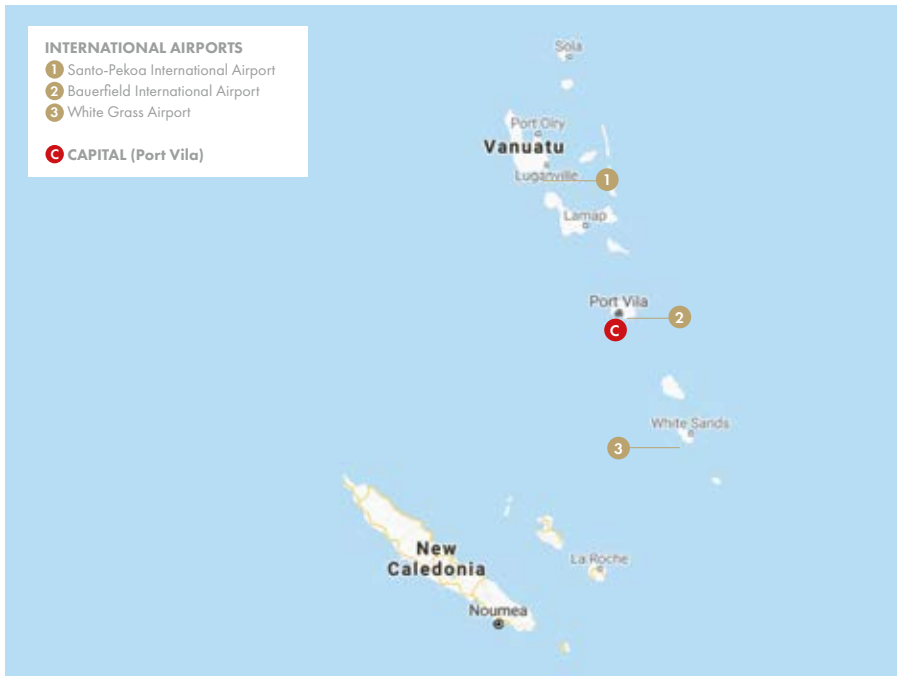 INTERNATIONAL AIRPORTS
1 Santo-Pekoa International Airport
2 Bauerfield International Airport
3 White Grass Airport
C CAPITAL (Port Vila)
Sola
Port Olry
Vanuatu
Luganville
1
Lamap
Port Vila
2
C
White Sands
3
New
Caledonia
La Roche
Noumea